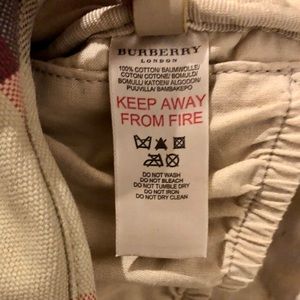 BURBERRY
LONDON
100% COTTON/ BAUMWOLLE/
COTON/ COTONE/ BOMULD/
BOMULL/ KATOEN/ ALGODON/
PUUVILLA/ BAMBAKEPO
KEEP AWAY
FROM FIRE
DO NOT WASH
DO NOT BLEACH
DO NOT TUMBLE DRY
DO NOT IRON
DO NOT DRY CLEAN